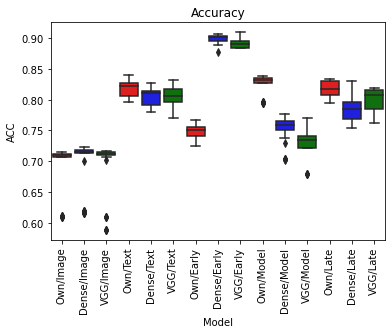 Accuracy
ACC
0.90
0.85
0.80
0.75
0.70
0.65
0.60
Own/Image
Dense/Image
VGG/Image
Own/Text
Dense/Text
VGG/Text
Own/Early
Dense/Early
VGG/Early
Own/Model
Dense/Model
VGG/Model
Own/Late
Dense/Late
VGG/Late
Model